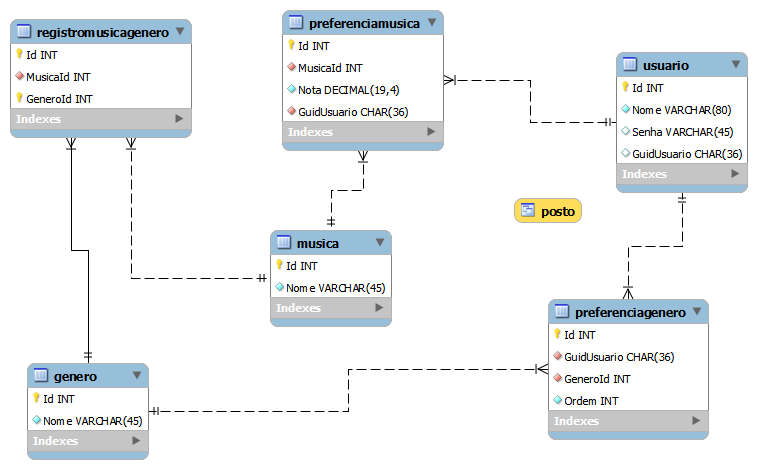 registromusicagenero
Id INT
MusicaId INT
GeneroId INT
Indexes
preferenciamusica
Id INT
MusicaId INT
Nota DECIMAL(19,4)
GuidUsuario CHAR(36)
Indexes
usuario
Id INT
Nome VARCHAR(80)
Senha VARCHAR(45)
GuidUsuario CHAR(36)
Indexes
posto
musica
Id INT
Nome VARCHAR(45)
Indexes
preferenciagenero
Id INT
GuidUsuario CHAR(36)
GeneroId INT
Ordem INT
Indexes
genero
Id INT
Nome VARCHAR(45)
Indexes